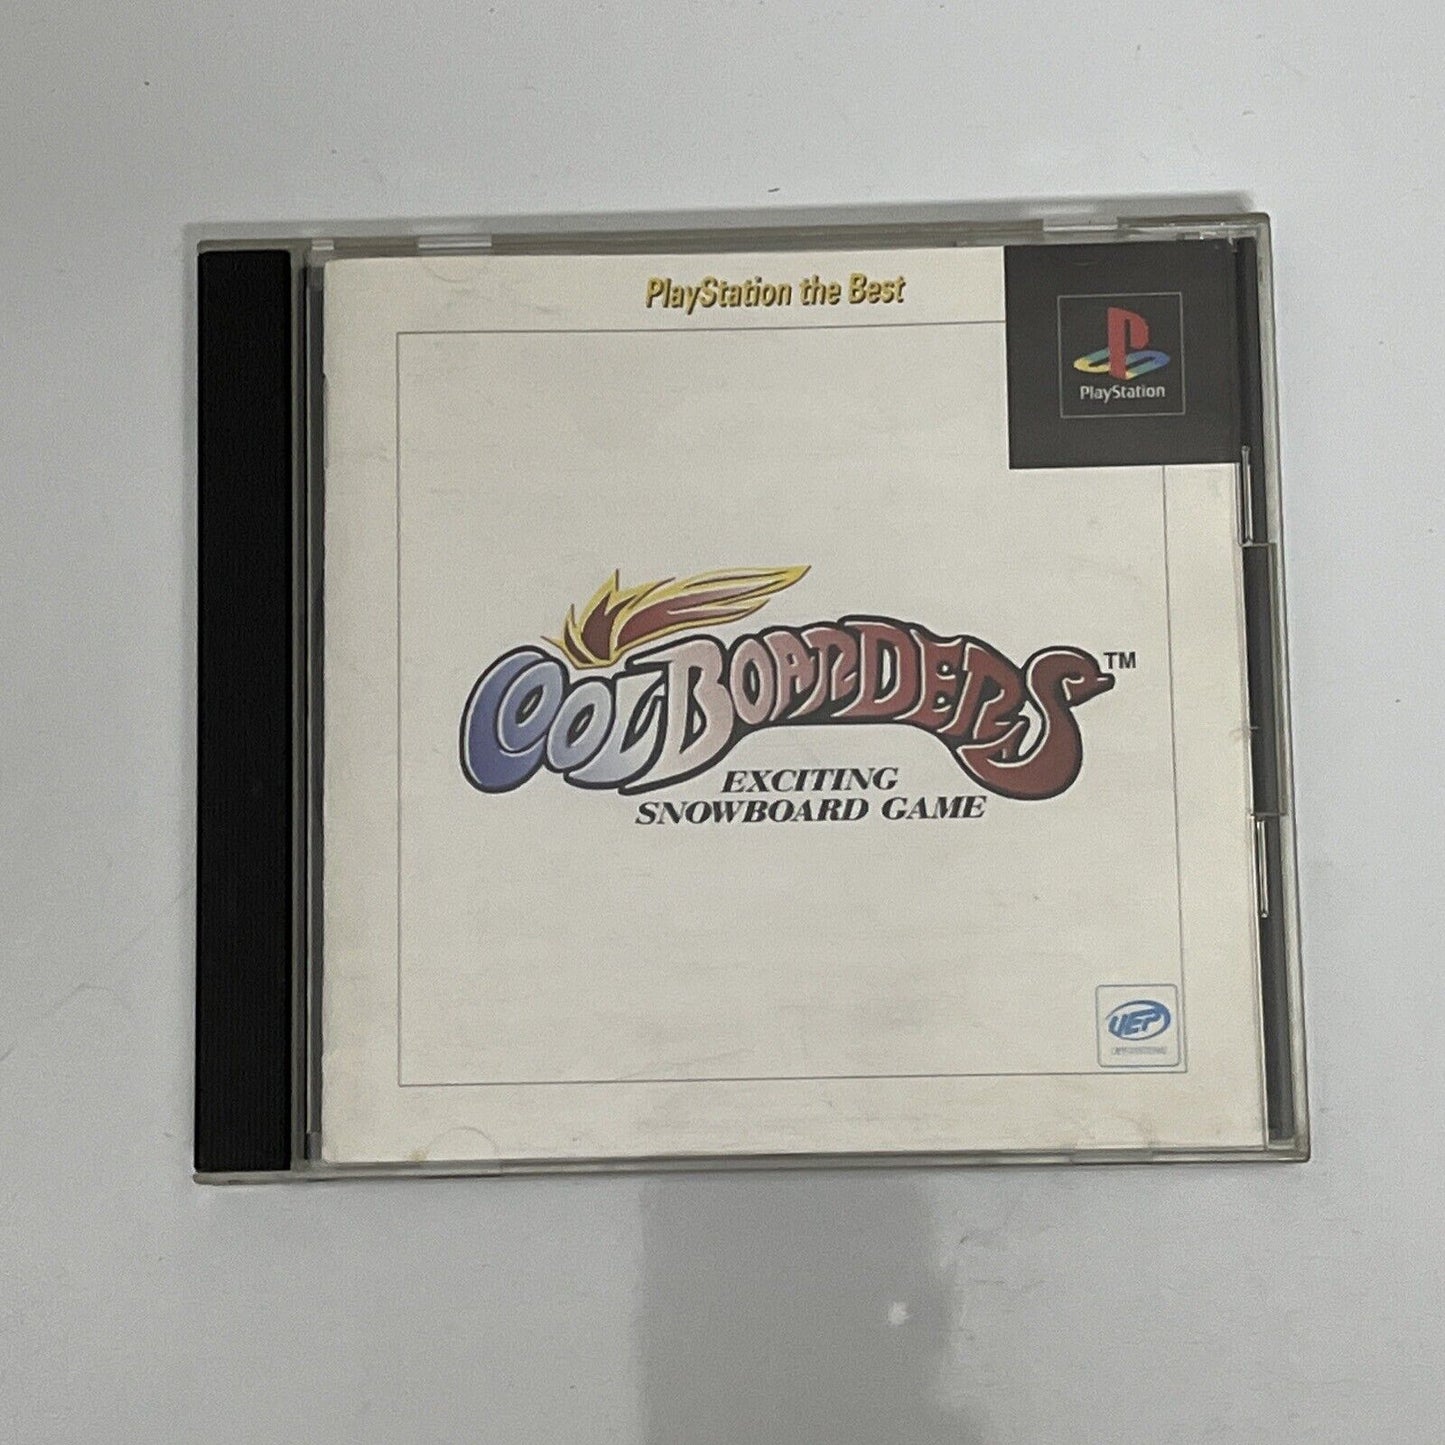 PlayStation the Best
PlayStation
COOLBOARDERS™
EXCITING
SNOWBOARD GAME
UEP